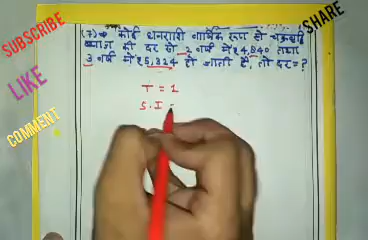 SUBSCRIBE
SHARE
LIKE
COMMENT
(7)→ कोई धनराशी वार्षिक रूप से चक्रवृद्धि
ब्याज की दर से 2 वर्ष में ₹4,840 तथा
3 वर्ष में ₹5,324 हो जाती है, तो दर=?
T = 1
S.I =